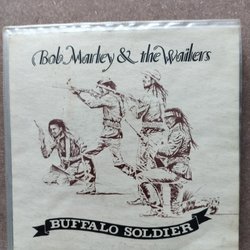 Bob Marley & the Wailers
BUFFALO SOLDIER